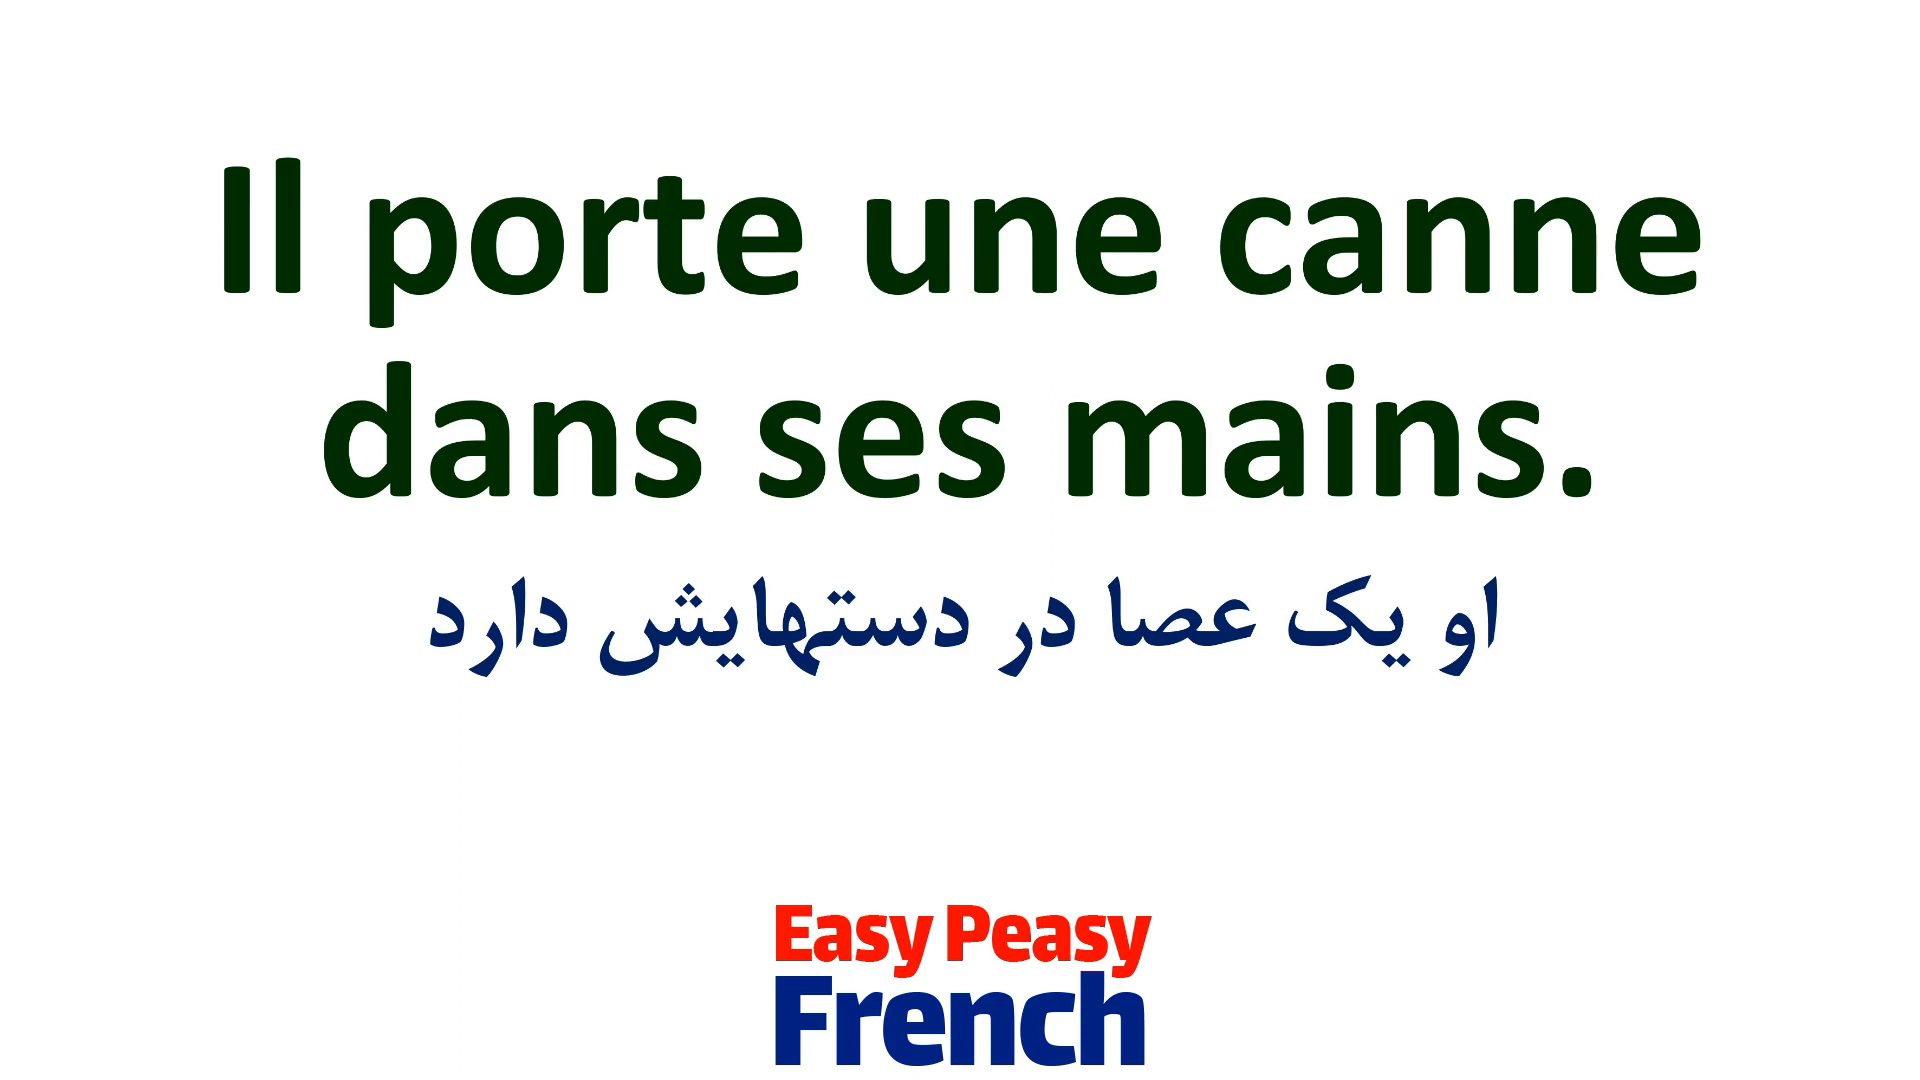 Il porte une canne
dans ses mains.
او یک عصا در دستهایش دارد
Easy Peasy
French